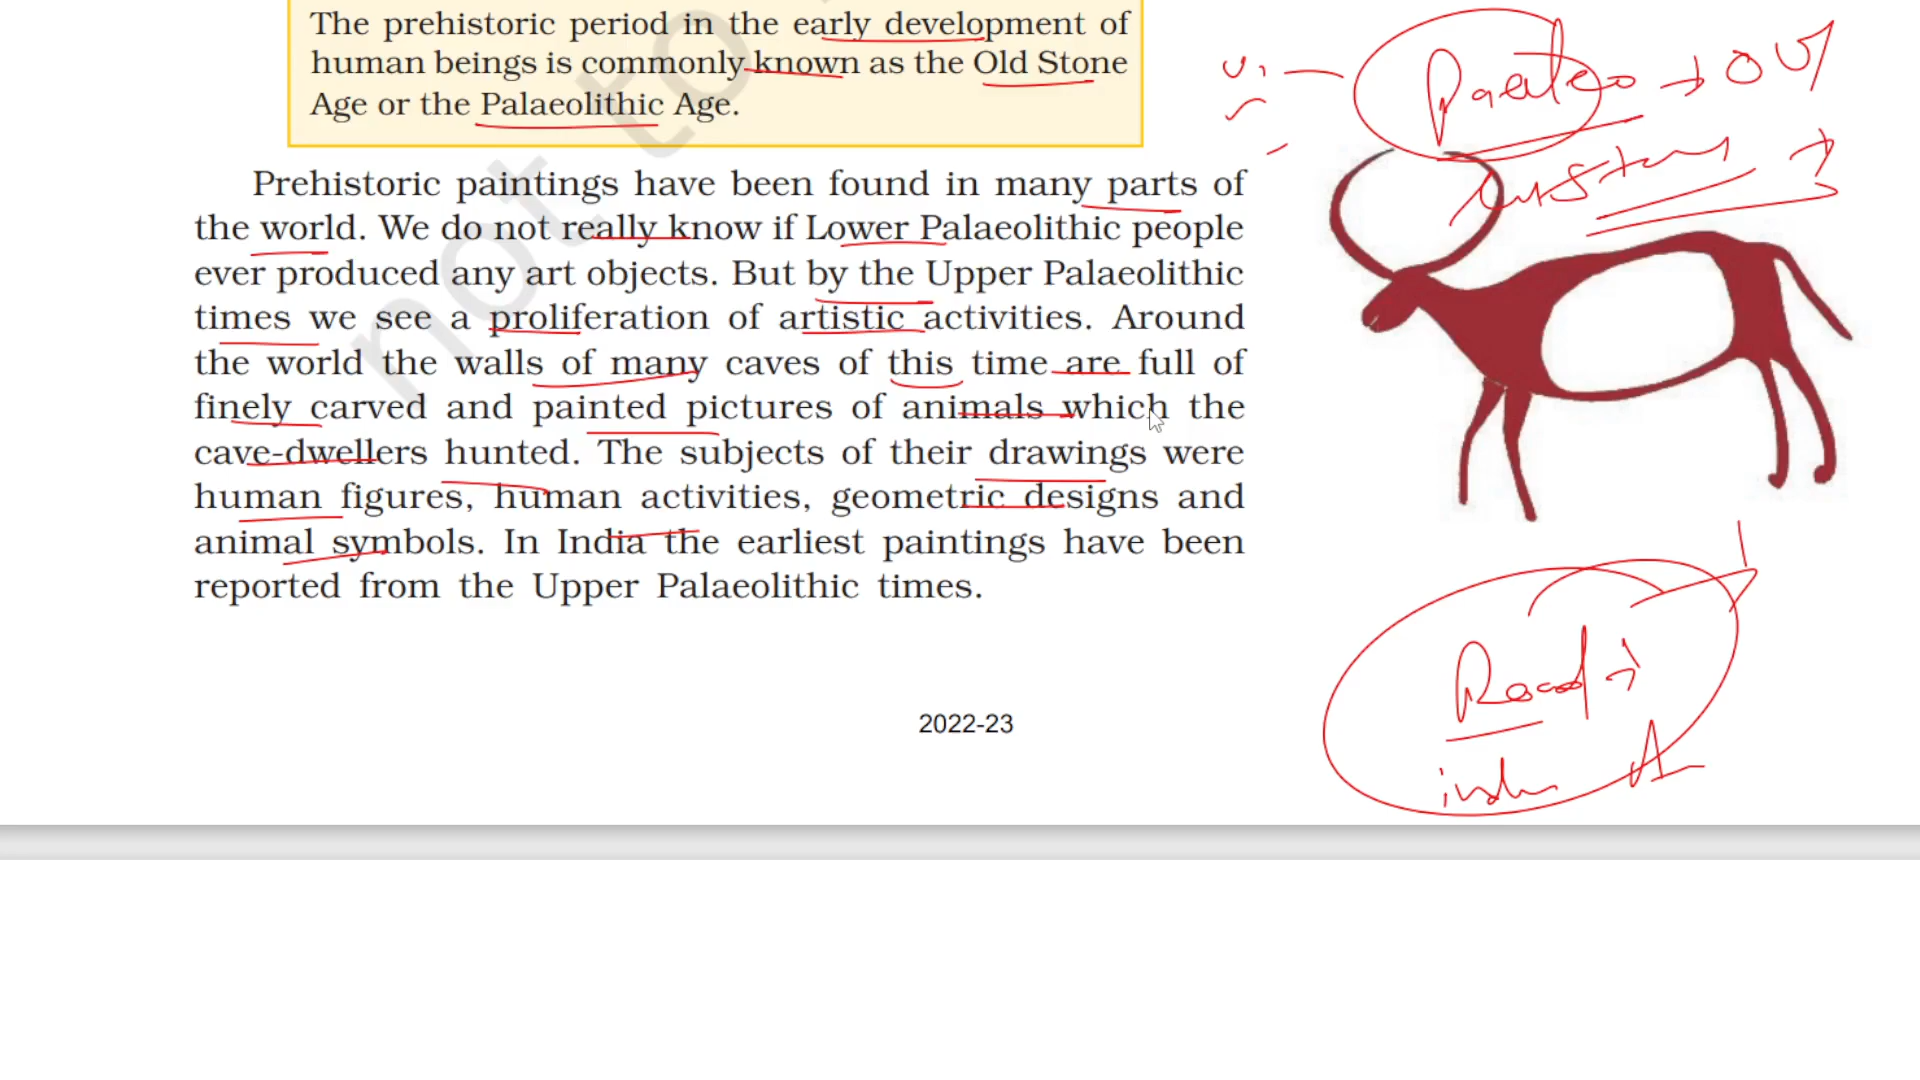 The prehistoric period in the early development of
human beings is commonly known as the Old Stone
Age or the Palaeolithic Age.
Prehistoric paintings have been found in many parts of
the world. We do not really know if Lower Palaeolithic people
ever produced any art objects. But by the Upper Palaeolithic
times we see a proliferation of artistic activities. Around
the world the walls of many caves of this time are full of
finely carved and painted pictures of animals which the
cave-dwellers hunted. The subjects of their drawings were
human figures, human activities, geometric designs and
animal symbols. In India the earliest paintings have been
reported from the Upper Palaeolithic times.
2022-23
not to